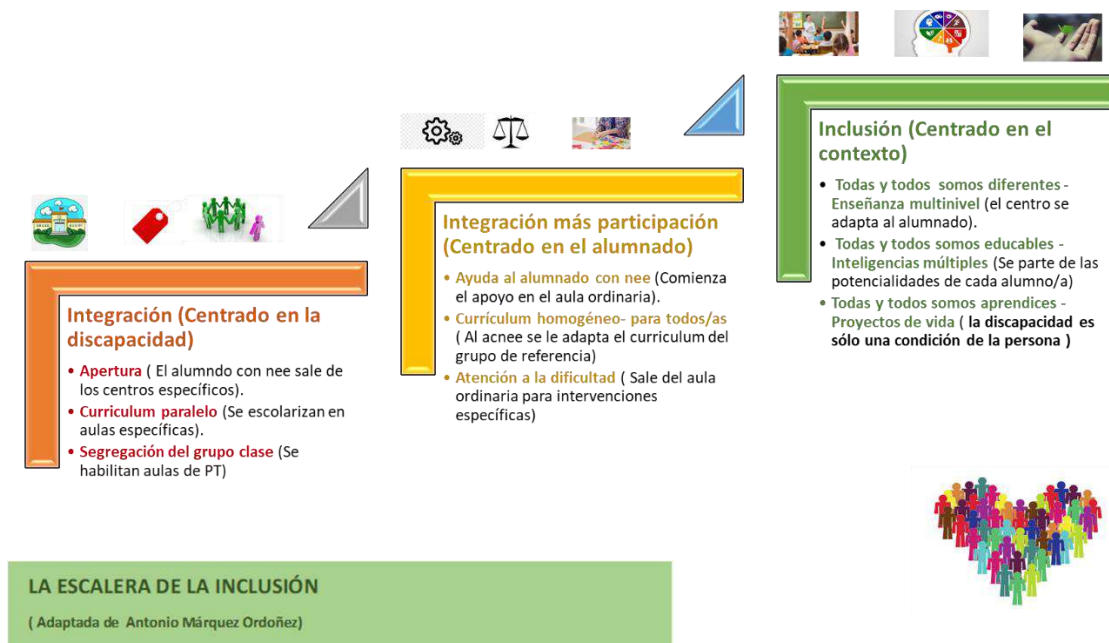 Integración (Centrado en la
discapacidad)
• Apertura ( El alumndo con nee sale de
los centros específicos).
• Curriculum paralelo (Se escolarizan en
aulas específicas).
• Segregación del grupo clase (Se
habilitan aulas de PT)
Integración más participación
(Centrado en el alumnado)
• Ayuda al alumnado con nee (Comienza
el apoyo en el aula ordinaria).
• Currículum homogéneo- para todos/as
( Al acnee se le adapta el curriculum del
grupo de referencia)
• Atención a la dificultad ( Sale del aula
ordinaria para intervenciones
específicas)
Inclusión (Centrado en el
contexto)
• Todas y todos somos diferentes -
Enseñanza multinivel (el centro se
adapta al alumnado).
• Todas y todos somos educables -
Inteligencias múltiples (Se parte de las
potencialidades de cada alumno/a)
• Todas y todos somos aprendices -
Proyectos de vida ( la discapacidad es
sólo una condición de la persona )
LA ESCALERA DE LA INCLUSIÓN
( Adaptada de Antonio Márquez Ordoñez)